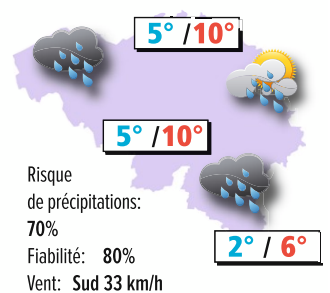 5° /10°
5° /10°
Risque
de précipitations:
70%
Fiabilité: 80%
Vent: Sud 33 km/h
2° / 6°